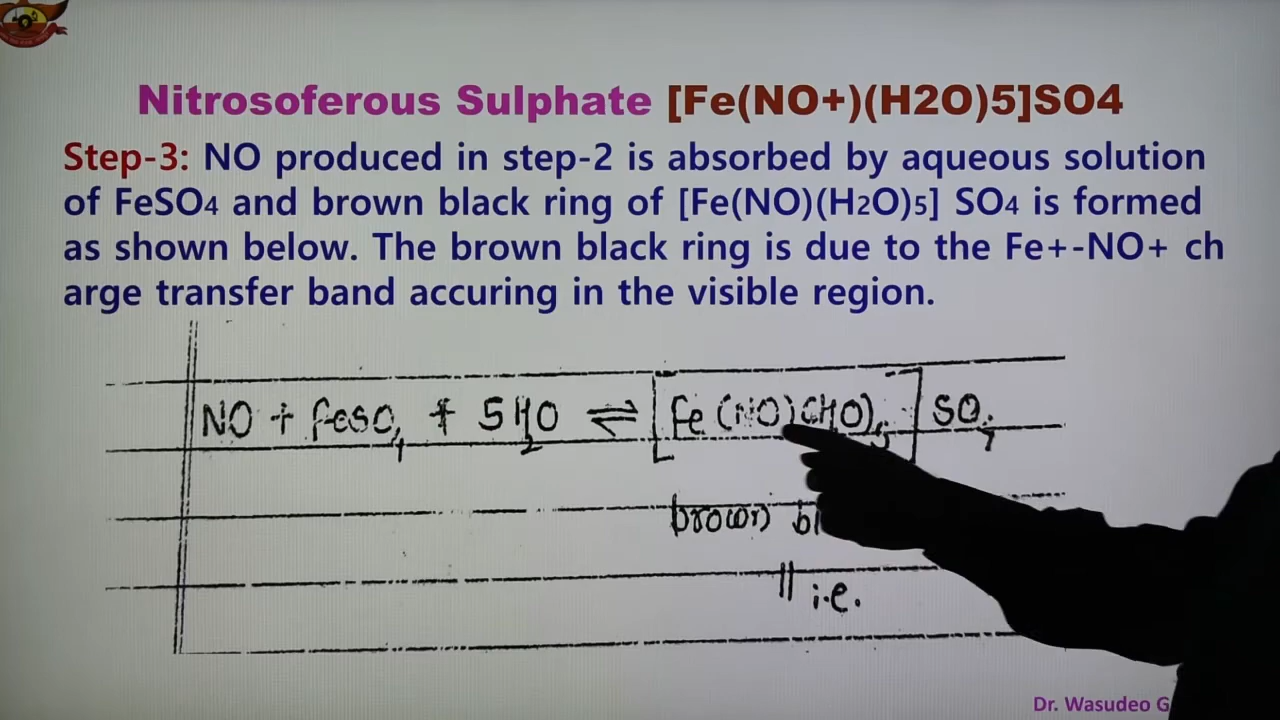 Nitrosoferous Sulphate [Fe(NO+)(H2O)5]SO4
Step-3: NO produced in step-2 is absorbed by aqueous solution
of FeSO4 and brown black ring of [Fe(NO)(H2O)5] SO4 is formed
as shown below. The brown black ring is due to the Fe+-NO+ ch
arge transfer band accuring in the visible region.
NO + FeSO4 + 5H2O ⇌ [Fe(NO)(H2O)5] SO4
brown
|| i.e.
Dr. Wasudeo G